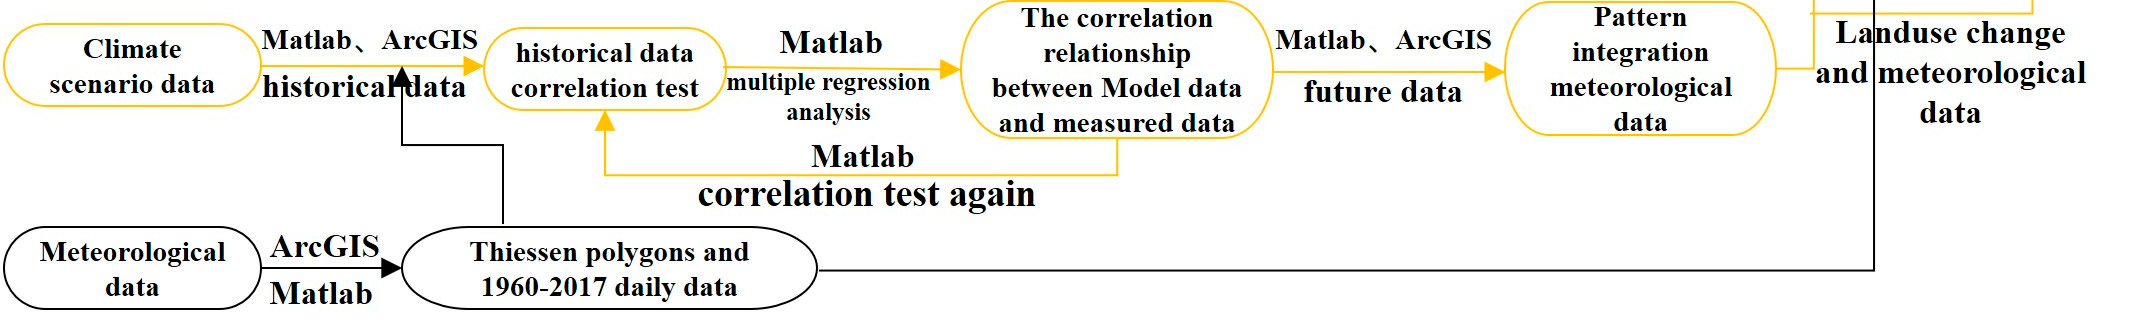 Climate
scenario data
Matlab、ArcGIS
historical data
historical data
correlation test
Matlab
multiple regression
analysis
The correlation
relationship
between Model data
and measured data
Matlab、ArcGIS
future data
Pattern
integration
meteorological
data
Landuse change
and meteorological
data
Matlab
correlation test again
Meteorological
data
ArcGIS
Matlab
Thiessen polygons and
1960-2017 daily data